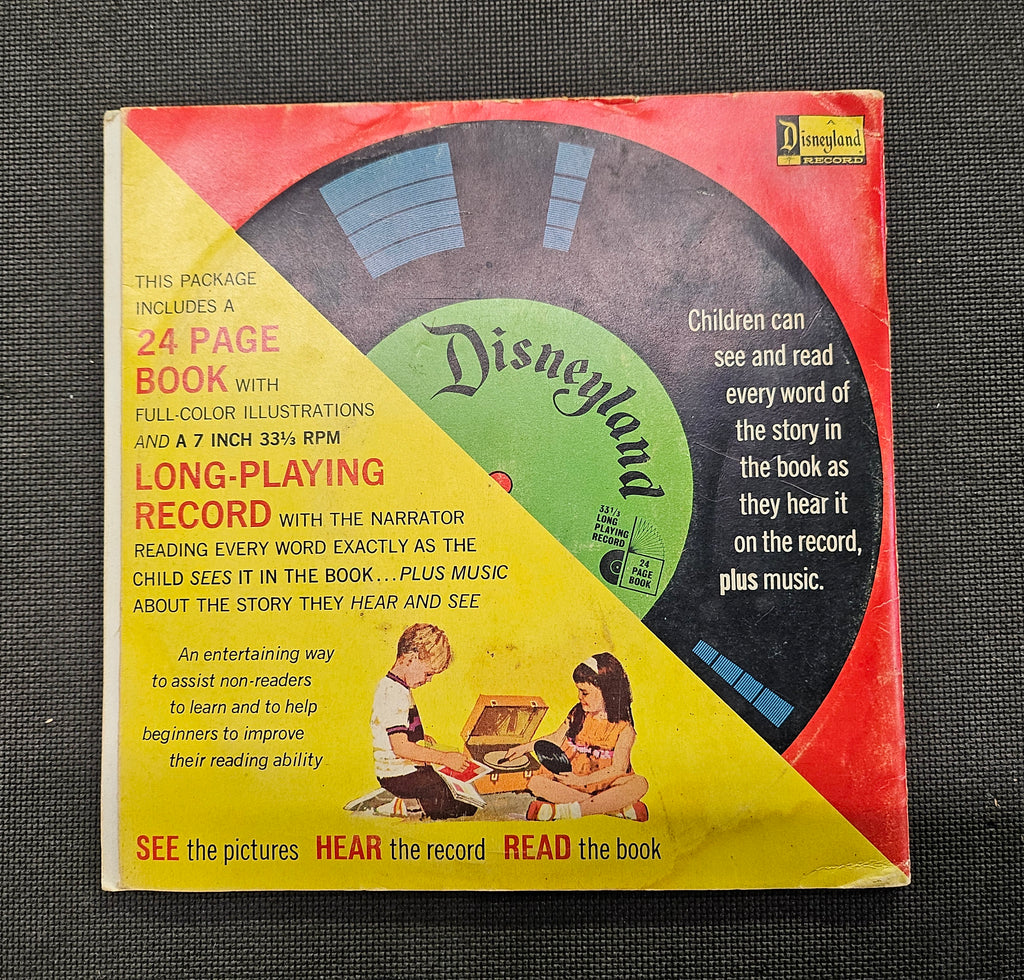 A
Disneyland
RECORD
THIS PACKAGE
INCLUDES A
24 PAGE
BOOK WITH
FULL-COLOR ILLUSTRATIONS
AND A 7 INCH 33⅓ RPM
LONG-PLAYING
RECORD WITH THE NARRATOR
READING EVERY WORD EXACTLY AS THE
CHILD SEES IT IN THE BOOK...PLUS MUSIC
ABOUT THE STORY THEY HEAR AND SEE
An entertaining way
to assist non-readers
to learn and to help
beginners to improve
their reading ability
Disneyland
33 1/3
LONG
PLAYING
RECORD
24
PAGE
BOOK
Children can
see and read
every word of
the story in
the book as
they hear it
on the record,
plus music.
SEE the pictures HEAR the record READ the book